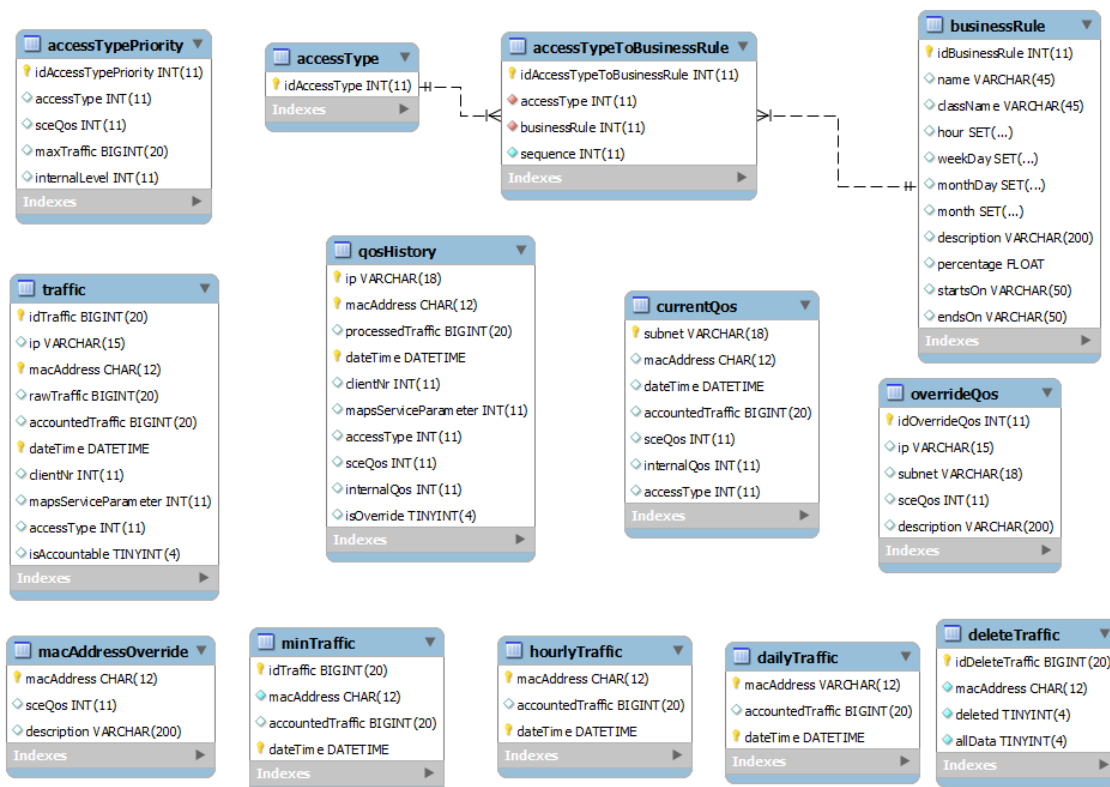 accessTypePriority
idAccessTypePriority INT(11)
accessType INT(11)
sceQos INT(11)
maxTraffic BIGINT(20)
internalLevel INT(11)
Indexes
accessType
idAccessType INT(11)
Indexes
accessTypeToBusinessRule
idAccessTypeToBusinessRule INT(11)
accessType INT(11)
businessRule INT(11)
sequence INT(11)
Indexes
businessRule
idBusinessRule INT(11)
name VARCHAR(45)
className VARCHAR(45)
hour SET(...)
weekDay SET(...)
monthDay SET(...)
month SET(...)
description VARCHAR(200)
percentage FLOAT
startsOn VARCHAR(50)
endsOn VARCHAR(50)
Indexes
traffic
idTraffic BIGINT(20)
ip VARCHAR(15)
macAddress CHAR(12)
rawTraffic BIGINT(20)
accountedTraffic BIGINT(20)
dateTime DATETIME
clientNr INT(11)
mapsServiceParameter INT(11)
accessType INT(11)
isAccountable TINYINT(4)
Indexes
qosHistory
ip VARCHAR(18)
macAddress CHAR(12)
processedTraffic BIGINT(20)
dateTime DATETIME
clientNr INT(11)
mapsServiceParameter INT(11)
accessType INT(11)
sceQos INT(11)
internalQos INT(11)
isOverride TINYINT(4)
Indexes
currentQos
subnet VARCHAR(18)
macAddress CHAR(12)
dateTime DATETIME
accountedTraffic BIGINT(20)
sceQos INT(11)
internalQos INT(11)
accessType INT(11)
Indexes
overrideQos
idOverrideQos INT(11)
ip VARCHAR(15)
subnet VARCHAR(18)
sceQos INT(11)
description VARCHAR(200)
Indexes
macAddressOverride
macAddress CHAR(12)
sceQos INT(11)
description VARCHAR(200)
Indexes
minTraffic
idTraffic BIGINT(20)
macAddress CHAR(12)
accountedTraffic BIGINT(20)
dateTime DATETIME
Indexes
hourlyTraffic
macAddress CHAR(12)
accountedTraffic BIGINT(20)
dateTime DATETIME
Indexes
dailyTraffic
macAddress VARCHAR(12)
accountedTraffic BIGINT(20)
dateTime DATETIME
Indexes
deleteTraffic
idDeleteTraffic BIGINT(20)
macAddress CHAR(12)
deleted TINYINT(4)
allData TINYINT(4)
Indexes